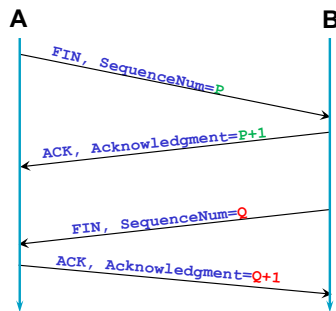 A B
FIN, SequenceNum=P
ACK, Acknowledgment=P+1
FIN, SequenceNum=Q
ACK, Acknowledgment=Q+1